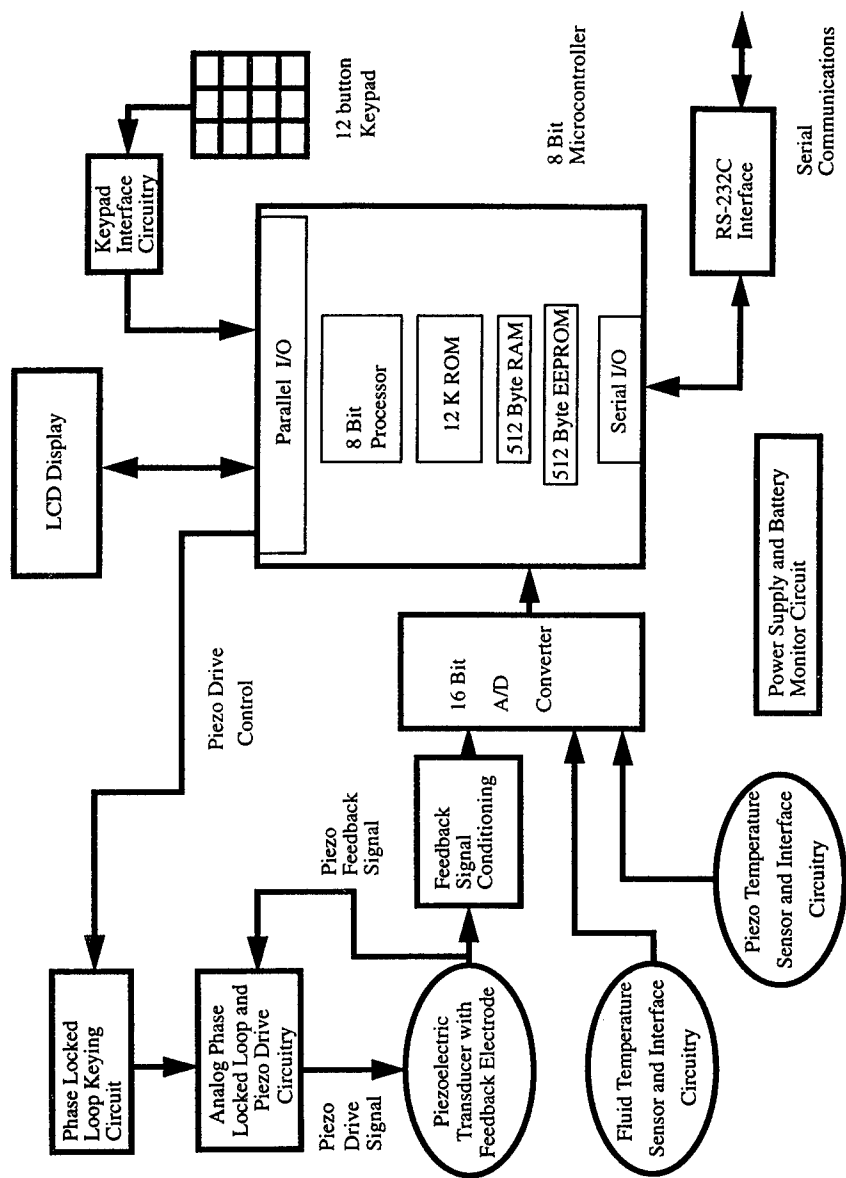 Phase Locked
Loop Keying
Circuit
Analog Phase
Locked Loop and
Piezo Drive
Circuitry
Piezo
Drive
Signal
Piezoelectric
Transducer with
Feedback Electrode
Fluid Temperature
Sensor and Interface
Circuitry
Piezo
Feedback
Signal
Feedback
Signal
Conditioning
Piezo Temperature
Sensor and Interface
Circuitry
Piezo Drive
Control
16 Bit
A/D
Converter
Power Supply and Battery
Monitor Circuit
LCD Display
Parallel I/O
8 Bit
Processor
12 K ROM
512 Byte RAM
512 Byte EEPROM
Serial I/O
Keypad
Interface
Circuitry
12 button
Keypad
8 Bit
Microcontroller
RS-232C
Interface
Serial
Communications